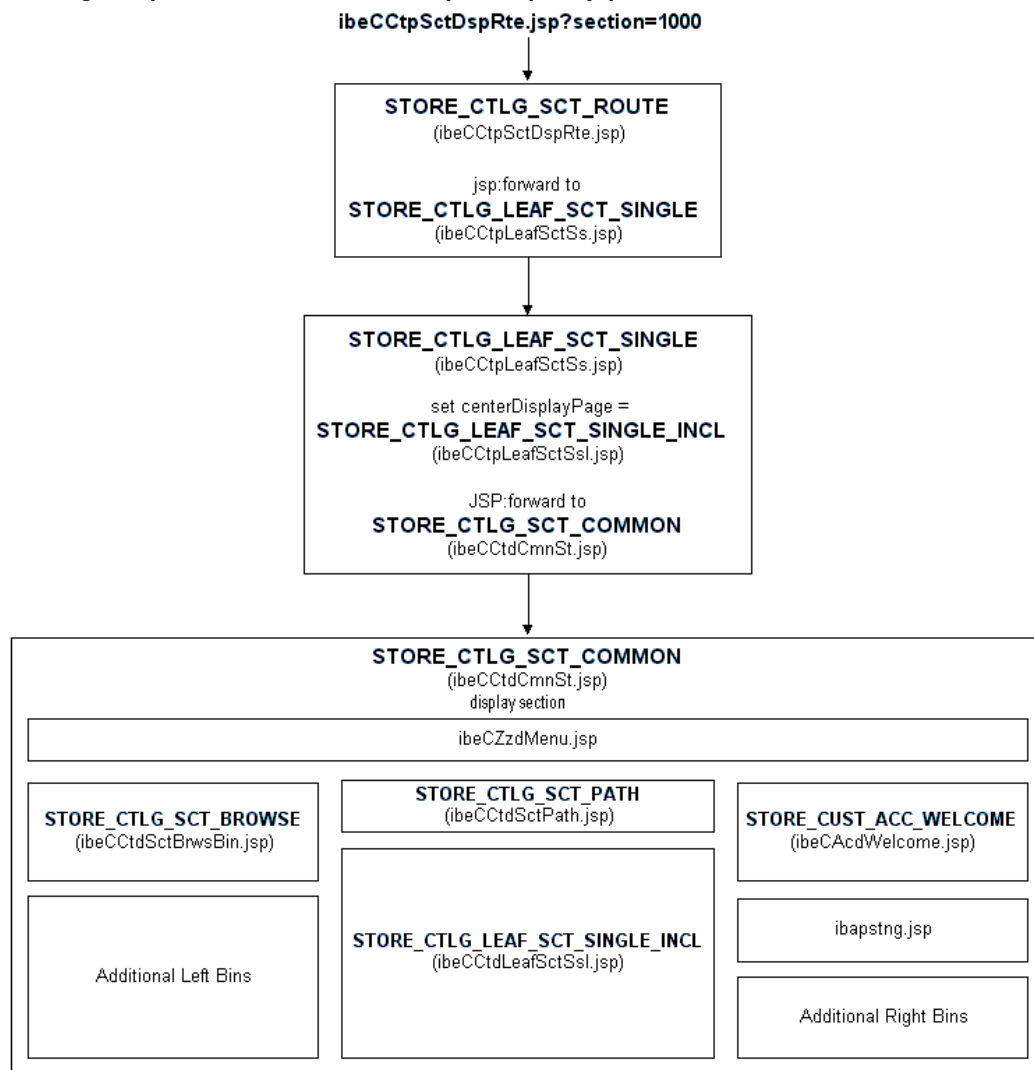 ibeCCtpSctDspRte.jsp?section=1000
STORE_CTLG_SCT_ROUTE
(ibeCCtpSctDspRte.jsp)
jsp:forward to
STORE_CTLG_LEAF_SCT_SINGLE
(ibeCCtpLeafSctSs.jsp)
STORE_CTLG_LEAF_SCT_SINGLE
(ibeCCtpLeafSctSs.jsp)
set centerDisplayPage =
STORE_CTLG_LEAF_SCT_SINGLE_INCL
(ibeCCtpLeafSctSsI.jsp)
JSP:forward to
STORE_CTLG_SCT_COMMON
(ibeCCtdCmnSt.jsp)
STORE_CTLG_SCT_COMMON
(ibeCCtdCmnSt.jsp)
display section
ibeCZzdMenu.jsp
STORE_CTLG_SCT_BROWSE
(ibeCCtdSctBrwsBin.jsp)
Additional Left Bins
STORE_CTLG_SCT_PATH
(ibeCCtdSctPath.jsp)
STORE_CTLG_LEAF_SCT_SINGLE_INCL
(ibeCCtdLeafSctSsI.jsp)
STORE_CUST_ACC_WELCOME
(ibeCAcdWelcome.jsp)
ibapstng.jsp
Additional Right Bins